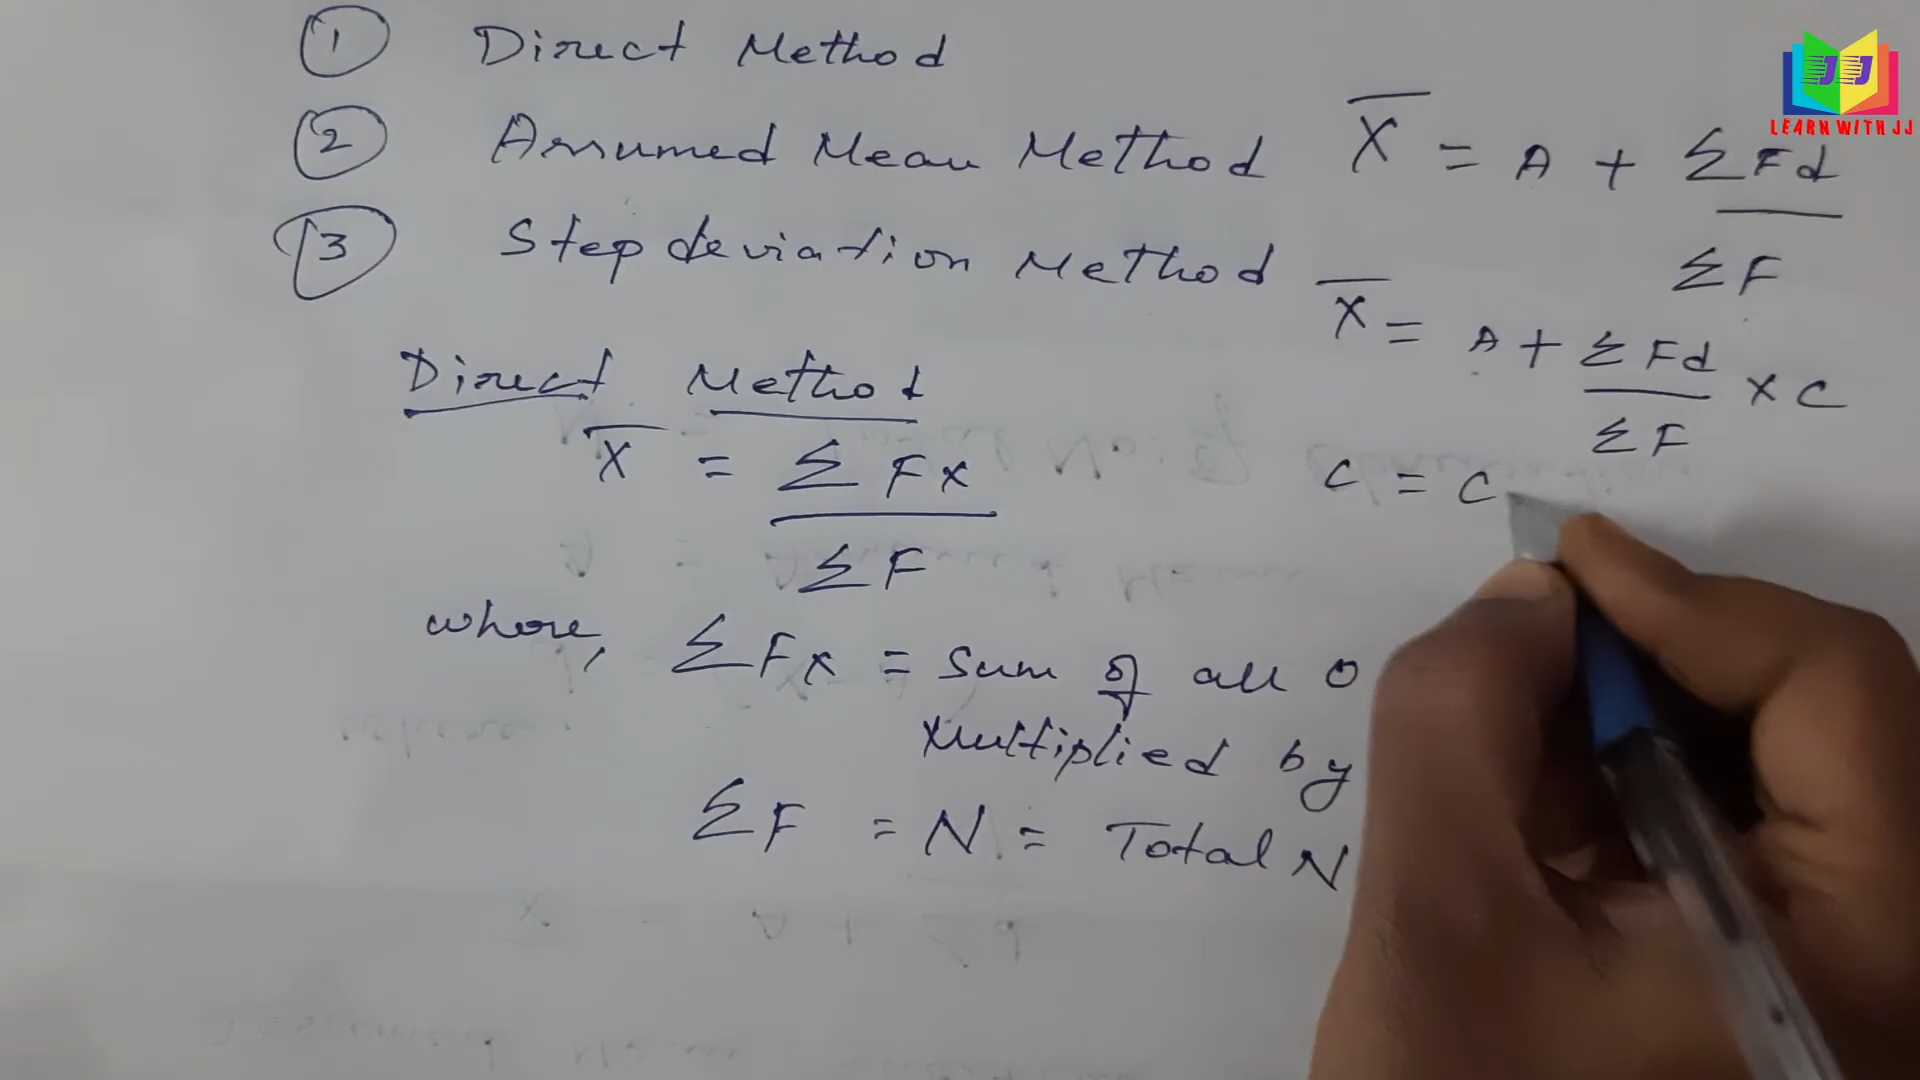 ① Direct Method
② Assumed Mean Method X̄ = A + ΣFd / ΣF
③ Step deviation Method X̄ = A + ΣFd / ΣF × C
C = C
Direct Method
X̄ = ΣFx / ΣF
where, ΣFx = Sum of all O
multiplied by
ΣF = N = Total N
JJ
LEARN WITH JJ